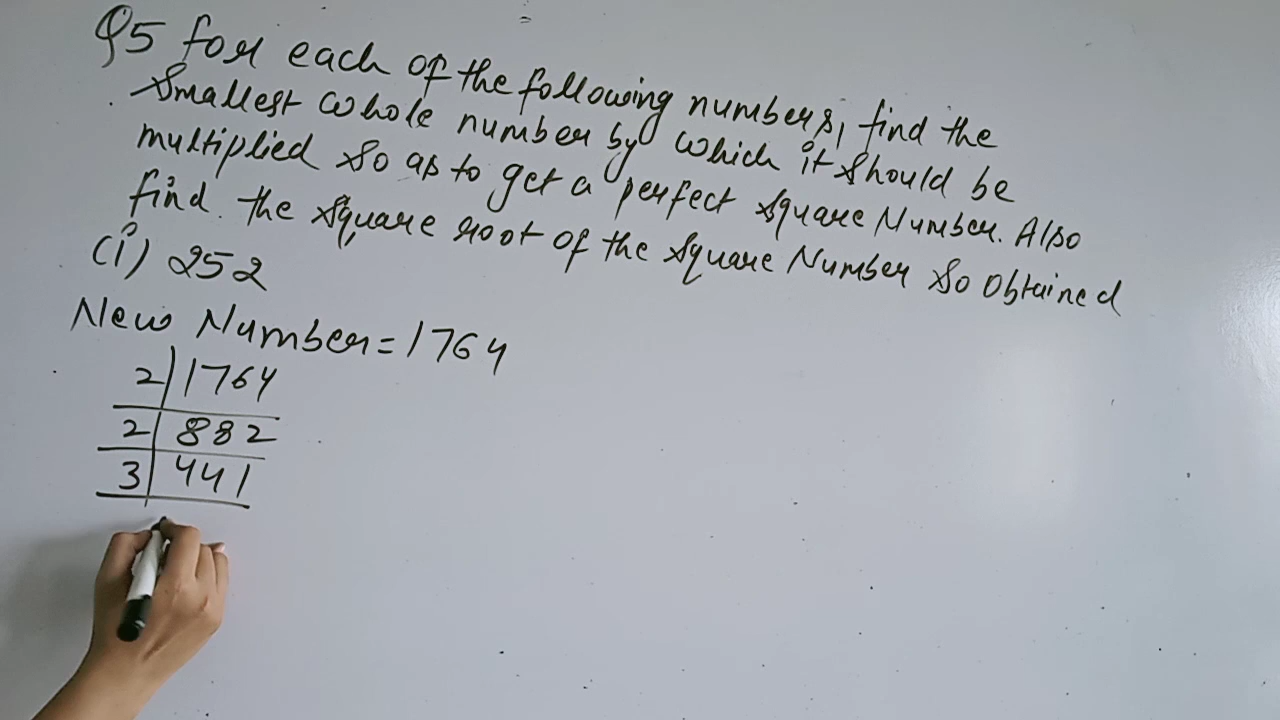 Q5 for each of the following numbers, find the
smallest whole number by which it should be
multiplied so as to get a perfect square Number. Also
find. the square root of the square Number so obtained
(i) 252
New Number = 1764
2 | 1764
2 | 882
3 | 441